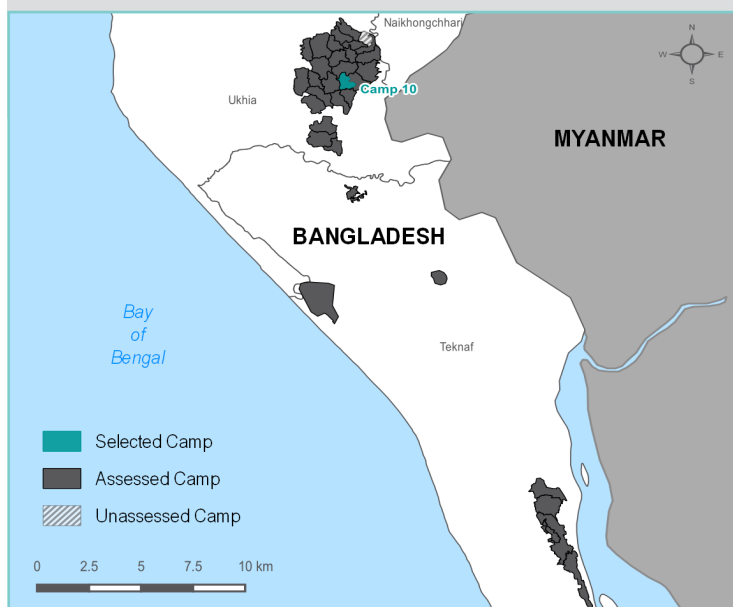 Naikhongchhari
N
W E
S
Camp 10
Ukhia
MYANMAR
BANGLADESH
Bay
of
Bengal
Teknaf
Selected Camp
Assessed Camp
Unassessed Camp
0 2.5 5 7.5 10 km